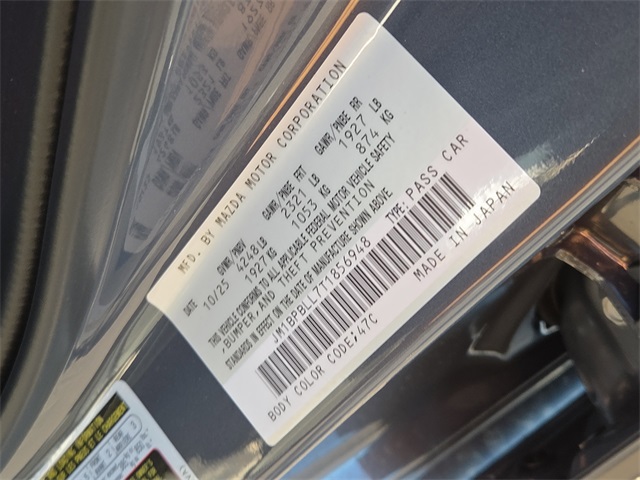 MFD. BY MAZDA MOTOR CORPORATION
DATE GVWR/PNBV GAWR/PNBE FRT GAWR/PNBE RR
10/25 4248 LB 2321 LB 1927 LB
1927 KG 1053 KG 874 KG
THIS VEHICLE CONFORMS TO ALL APPLICABLE FEDERAL MOTOR VEHICLE SAFETY
,BUMPER,AND THEFT PREVENTION
STANDARDS IN EFFECT ON THE DATE OF MANUFACTURE SHOWN ABOVE
JM1BPBLL7T1856948 TYPE: PASS CAR
BODY COLOR CODE;47C MADE IN JAPAN